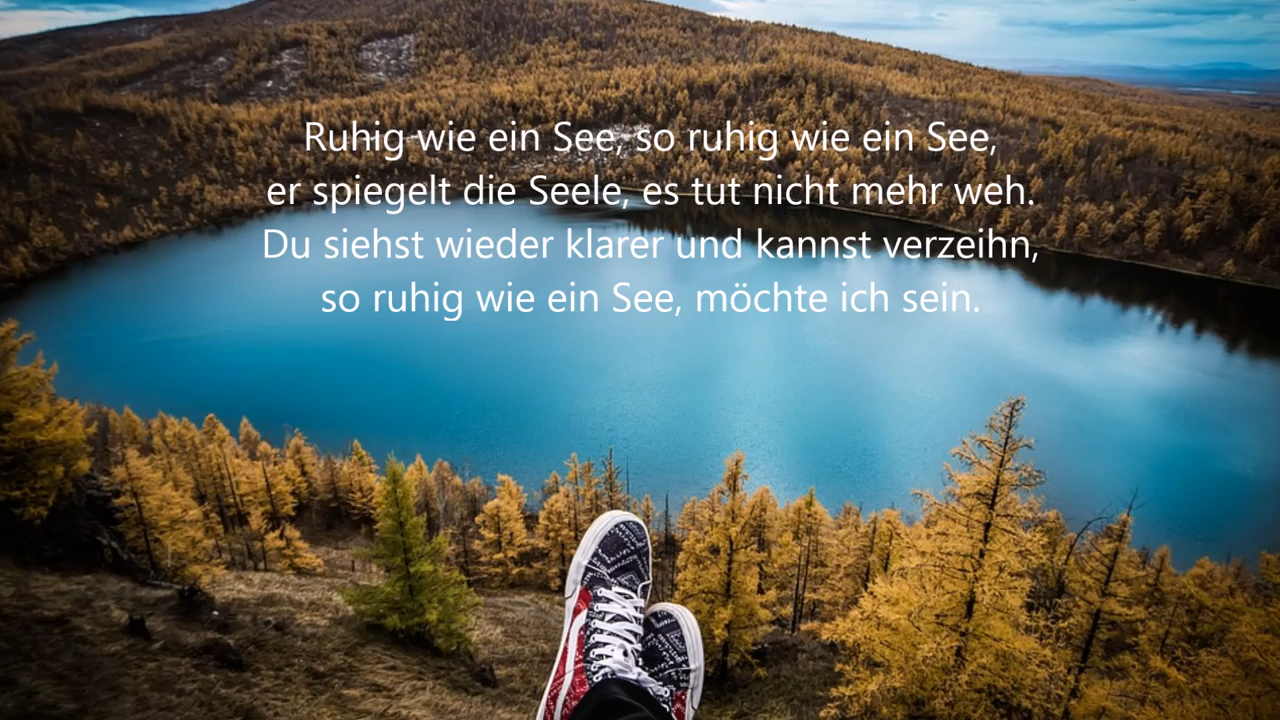 Ruhig wie ein See, so ruhig wie ein See,
er spiegelt die Seele, es tut nicht mehr weh.
Du siehst wieder klarer und kannst verzeihn,
so ruhig wie ein See, möchte ich sein.